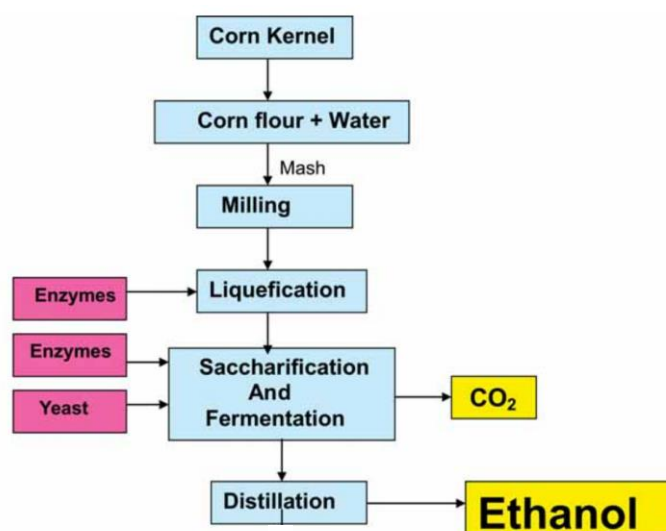 Corn Kernel
Corn flour + Water
Mash
Milling
Enzymes
Liquefication
Enzymes
Yeast
Saccharification
And
Fermentation
CO₂
Distillation
Ethanol